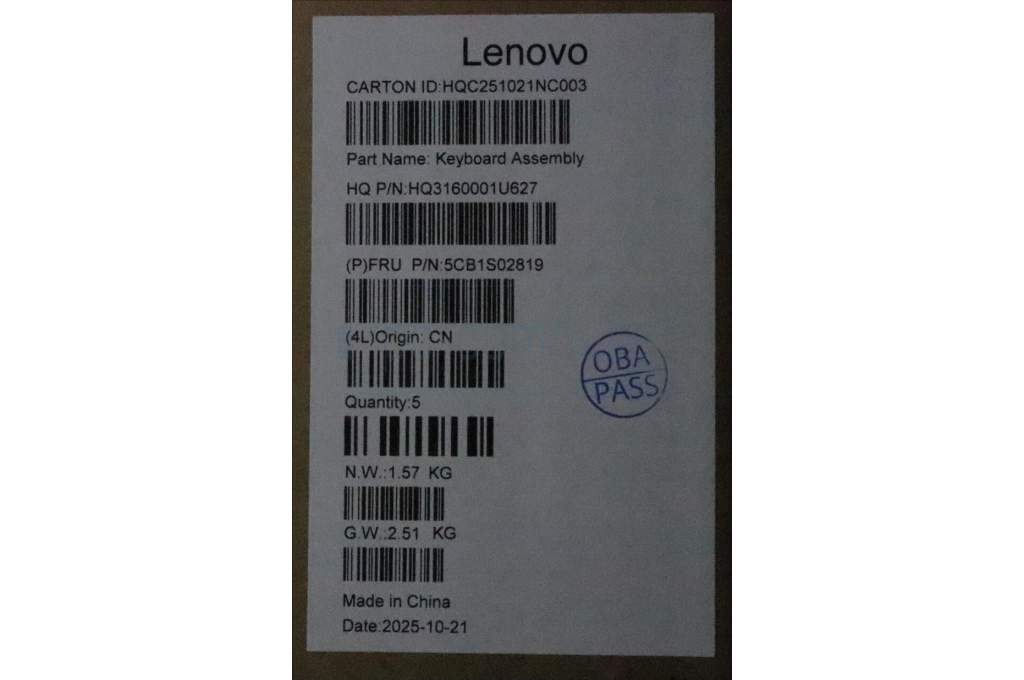 Lenovo
CARTON ID:HQC251021NC003
Part Name: Keyboard Assembly
HQ P/N:HQ3160001U627
(P)FRU P/N:5CB1S02819
(4L)Origin: CN
OBA
PASS
Quantity:5
N.W.:1.57 KG
G.W.:2.51 KG
Made in China
Date:2025-10-21